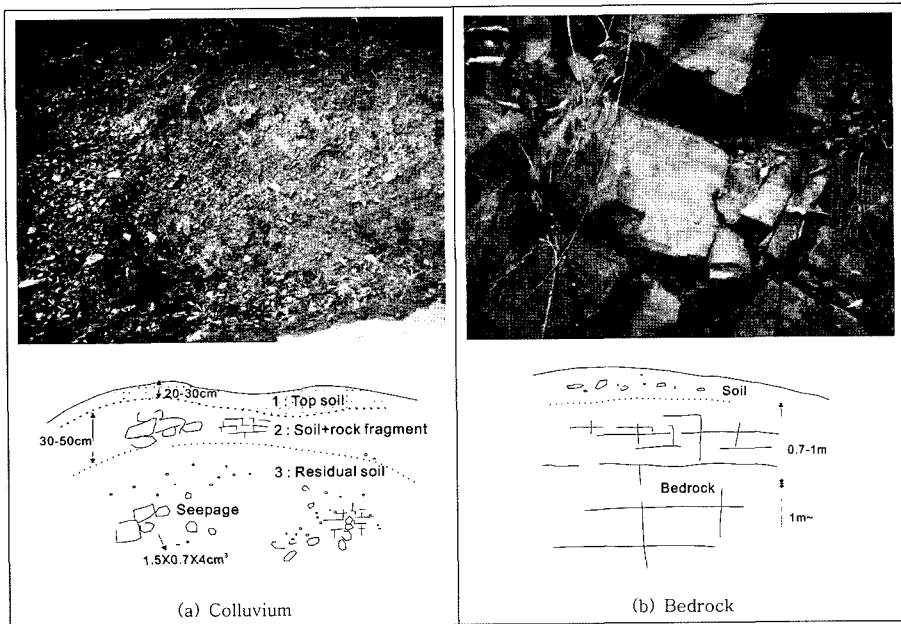 20-30cm
1 : Top soil
30-50cm
2 : Soil+rock fragment
3 : Residual soil
Seepage
1.5X0.7X4cm³
(a) Colluvium
Soil
0.7-1m
Bedrock
1m~
(b) Bedrock